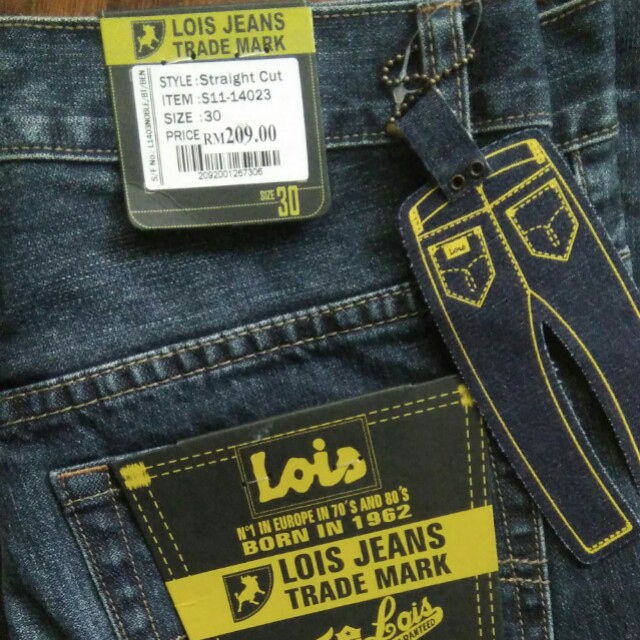 LOIS JEANS
TRADE MARK
STYLE :Straight Cut
ITEM :S11-14023
SIZE :30
PRICE RM209.00
2092001267306
SIZE 30
Lois
Lois
Nº1 IN EUROPE IN 70'S AND 80'S
BORN IN 1962
LOIS JEANS
TRADE MARK
Lois